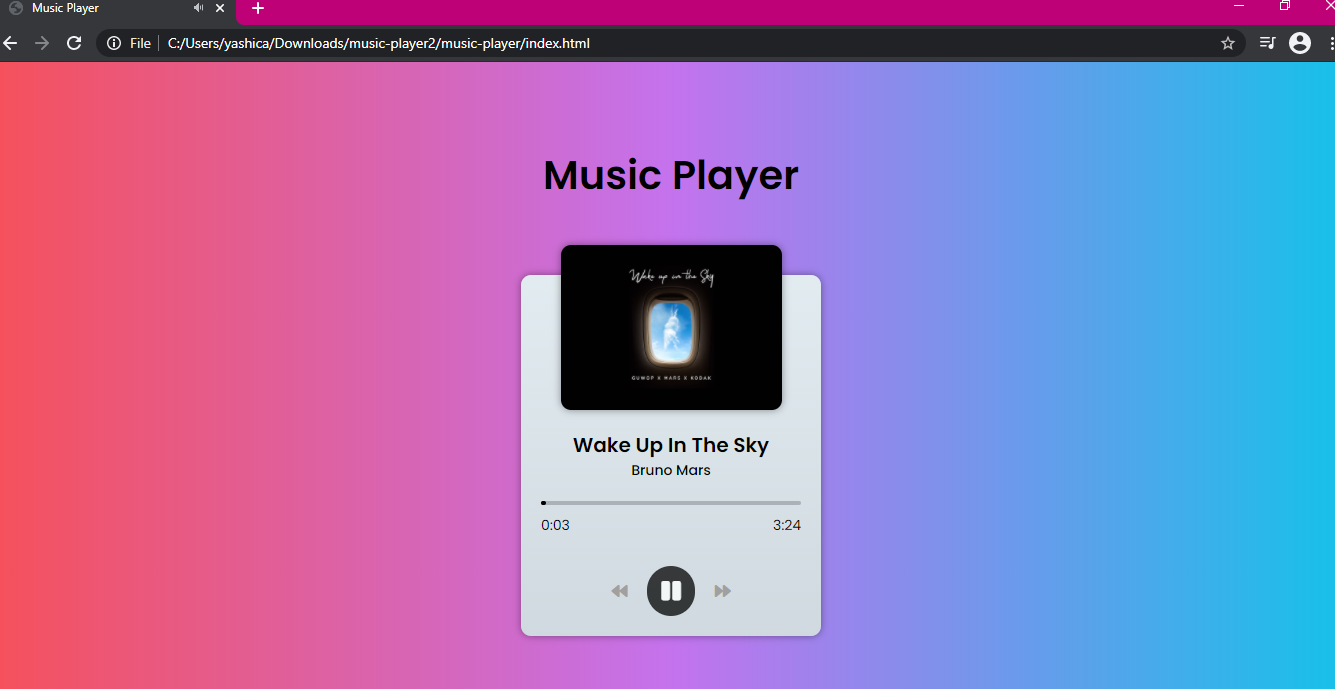 Music Player
File
C:/Users/yashica/Downloads/music-player2/music-player/index.html
Music Player
Wake up in the Sky
GUWOP X MARS X KODAK
Wake Up In The Sky
Bruno Mars
0:03 3:24